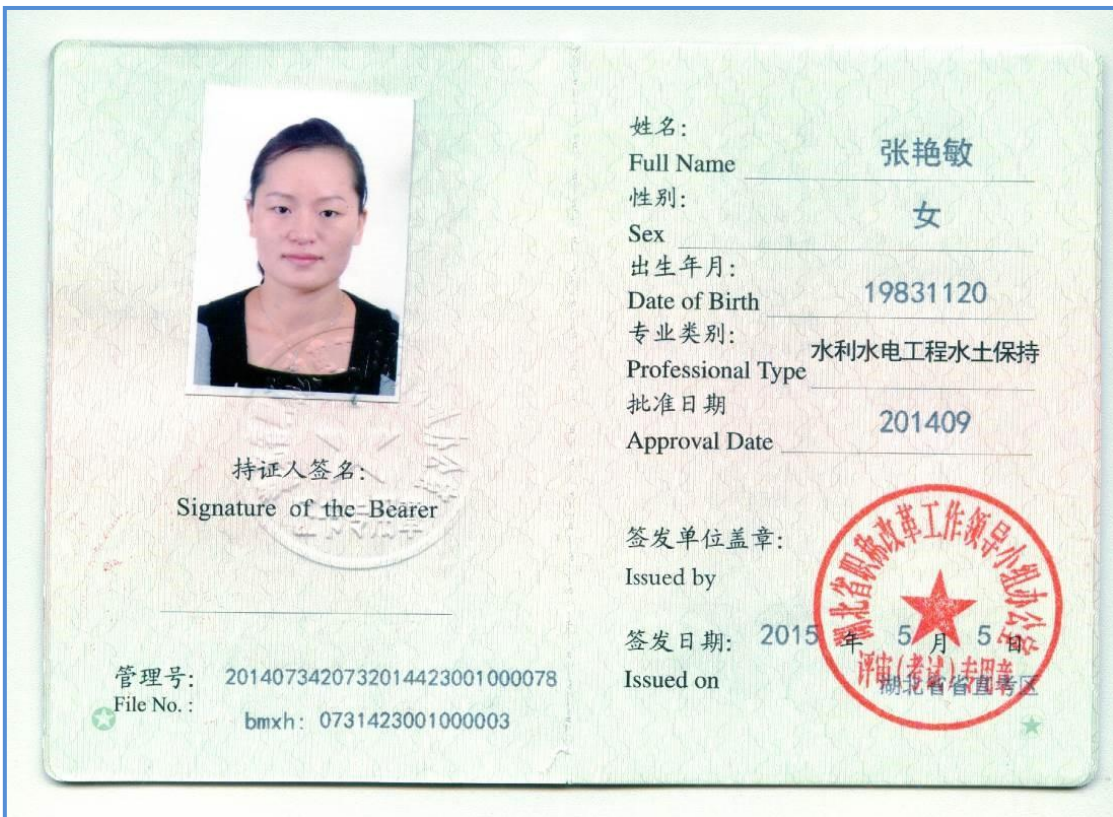 持证人签名:
Signature of the Bearer
管理号: 2014073420732014423001000078
File No. :
bmxh: 0731423001000003
姓名:
Full Name 张艳敏
性别:
Sex 女
出生年月:
Date of Birth 19831120
专业类别:
Professional Type 水利水电工程水土保持
批准日期
Approval Date 201409
签发单位盖章:
Issued by
湖北省职称改革工作领导小组办公室
评审(考试)专用章
签发日期: 2015 年 5 月 5 日
Issued on 湖北省省直考区